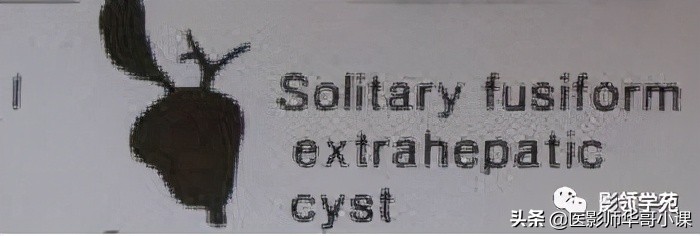 I
Solitary fusiform
extrahepatic
cyst
影领学苑
头条 @医影师华哥小课